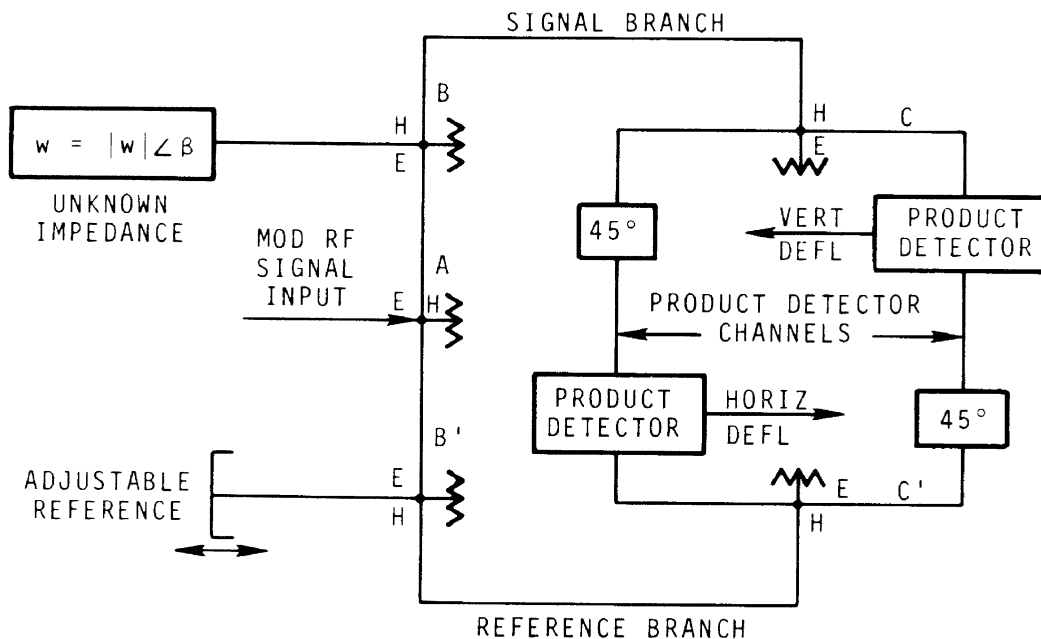 SIGNAL BRANCH
B
H
E
w = |w|∠β
UNKNOWN
IMPEDANCE
H
C
E
45°
VERT
DEFL
PRODUCT
DETECTOR
MOD RF
SIGNAL
INPUT
A
E
H
PRODUCT DETECTOR
CHANNELS
PRODUCT
DETECTOR
HORIZ
DEFL
45°
B'
E
H
ADJUSTABLE
REFERENCE
E
C'
H
REFERENCE BRANCH